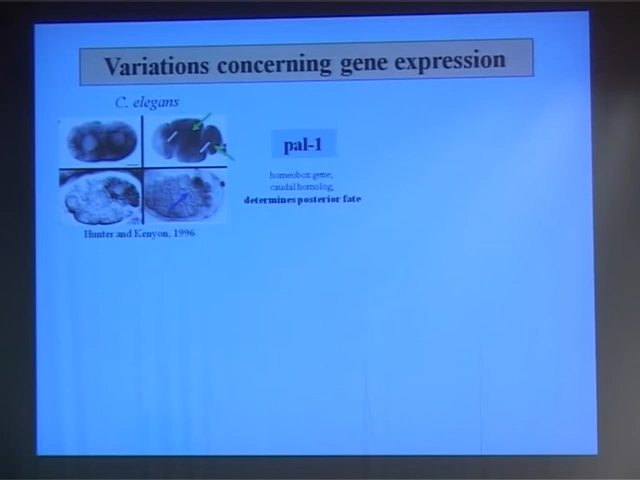 Variations concerning gene expression
C. elegans
pal-1
homeobox gene,
caudal homolog,
determines posterior fate
Hunter and Kenyon, 1996